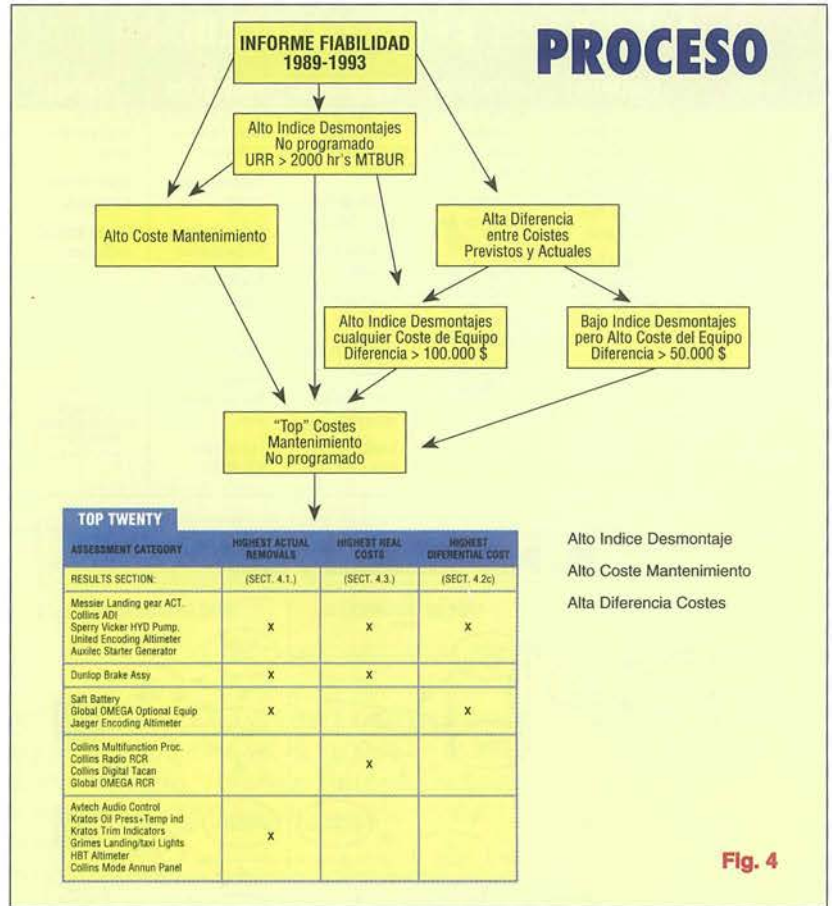 PROCESO
INFORME FIABILIDAD
1989-1993
Alto Indice Desmontajes
No programado
URR > 2000 hr's MTBUR
Alto Coste Mantenimiento
Alta Diferencia
entre Coistes
Previstos y Actuales
Alto Indice Desmontajes
cualquier Coste de Equipo
Diferencia > 100.000 $
Bajo Indice Desmontajes
pero Alto Coste del Equipo
Diferencia > 50.000 $
"Top" Costes
Mantenimiento
No programado
TOP TWENTY
ASSESSMENT CATEGORY
HIGHEST ACTUAL
REMOVALS
HIGHEST REAL
COSTS
HIGHEST
DIFERENTIAL COST
RESULTS SECTION:
(SECT. 4.1.)
(SECT. 4.3.)
(SECT. 4.2c)
Messier Landing gear ACT.
Collins ADI
Sperry Vicker HYD Pump.
United Encoding Altimeter
Auxilec Starter Generator
X
X
X
Dunlop Brake Assy
X
X
Saft Battery
Global OMEGA Optional Equip
Jaeger Encoding Altimeter
X
X
Collins Multifunction Proc.
Collins Radio RCR
Collins Digital Tacan
Global OMEGA RCR
X
Avtech Audio Control
Kratos Oil Press+Temp ind
Kratos Trim Indicators
Grimes Landing/taxi Lights
HBT Altimeter
Collins Mode Annun Panel
X
Alto Indice Desmontaje
Alto Coste Mantenimiento
Alta Diferencia Costes
Fig. 4